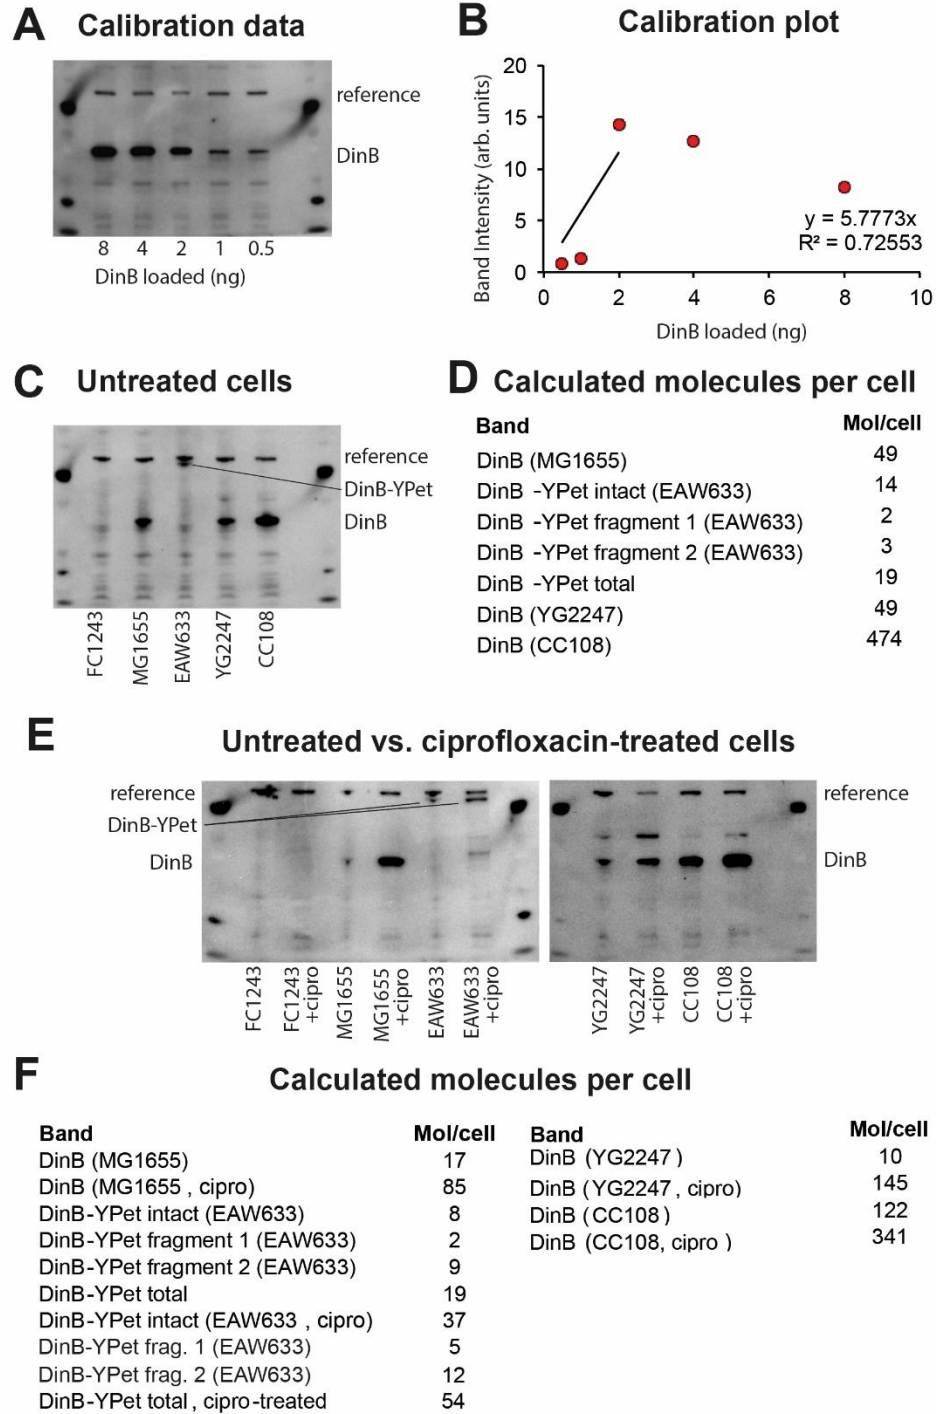 A Calibration data
reference
DinB
8 4 2 1 0.5
DinB loaded (ng)
B Calibration plot
Band Intensity (arb. units)
20
15
10
5
0
0 2 4 6 8 10
y = 5.7773x
R² = 0.72553
DinB loaded (ng)
C Untreated cells
reference
DinB-YPet
DinB
FC1243
MG1655
EAW633
YG2247
CC108
D Calculated molecules per cell
Band Mol/cell
DinB (MG1655) 49
DinB -YPet intact (EAW633) 14
DinB -YPet fragment 1 (EAW633) 2
DinB -YPet fragment 2 (EAW633) 3
DinB -YPet total 19
DinB (YG2247) 49
DinB (CC108) 474
E Untreated vs. ciprofloxacin-treated cells
reference
DinB-YPet
DinB
FC1243
FC1243
+cipro
MG1655
MG1655
+cipro
EAW633
EAW633
+cipro
reference
DinB
YG2247
YG2247
+cipro
CC108
CC108
+cipro
F Calculated molecules per cell
Band Mol/cell
DinB (MG1655) 17
DinB (MG1655 , cipro) 85
DinB-YPet intact (EAW633) 8
DinB-YPet fragment 1 (EAW633) 2
DinB-YPet fragment 2 (EAW633) 9
DinB-YPet total 19
DinB-YPet intact (EAW633 , cipro) 37
DinB-YPet frag. 1 (EAW633) 5
DinB-YPet frag. 2 (EAW633) 12
DinB-YPet total , cipro-treated 54
Band Mol/cell
DinB (YG2247 ) 10
DinB (YG2247 , cipro) 145
DinB (CC108 ) 122
DinB (CC108, cipro ) 341